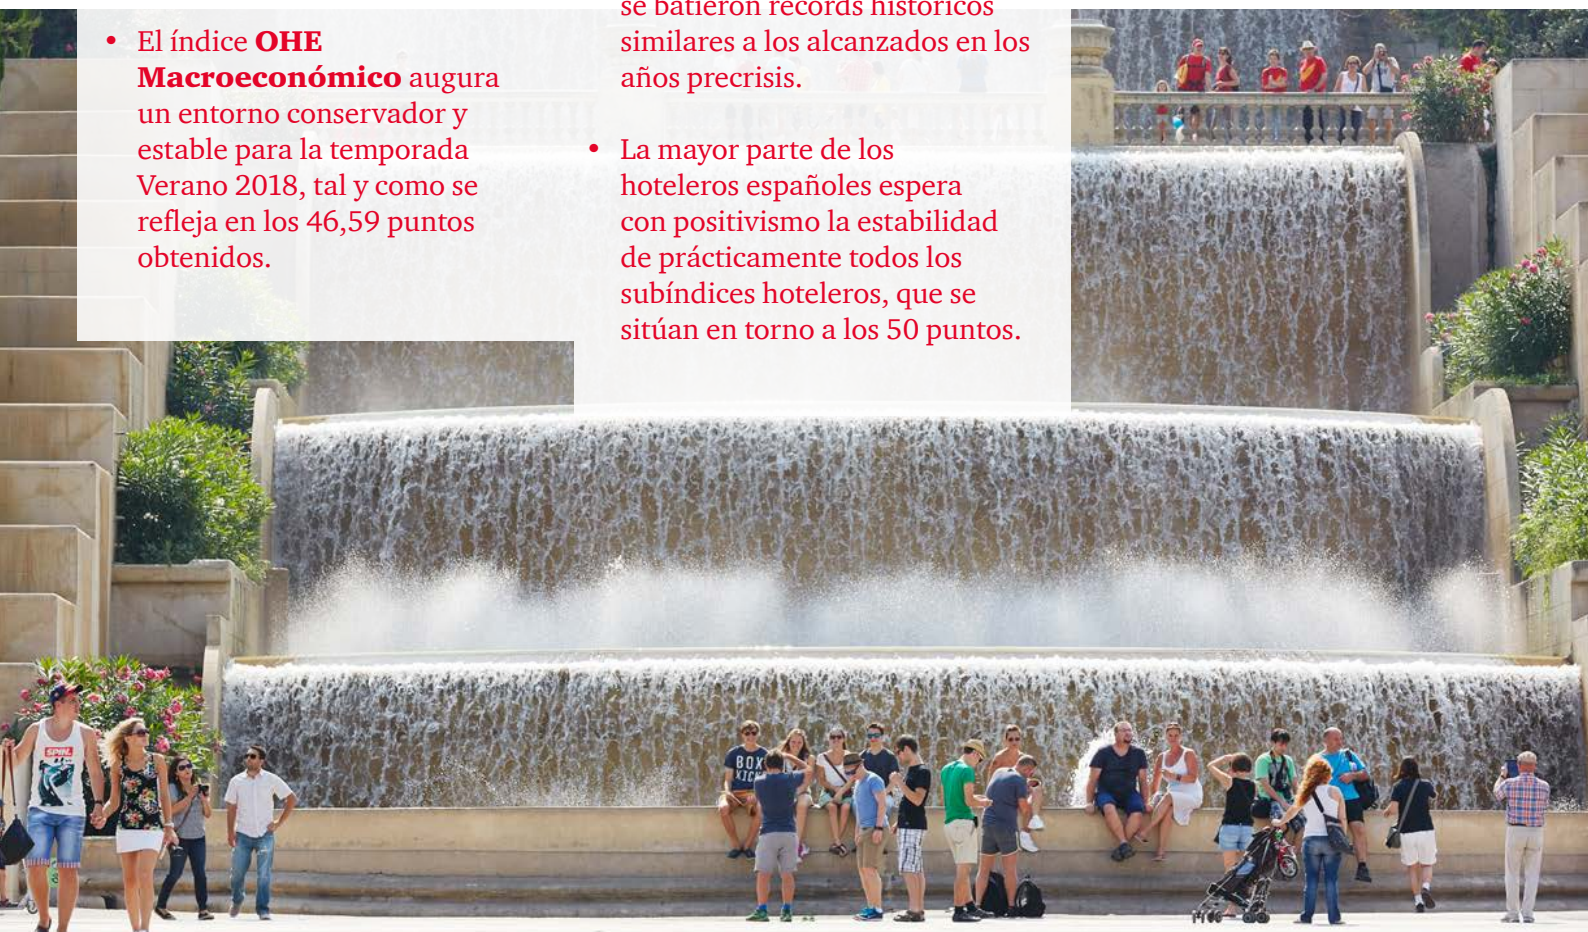 • El índice OHE
Macroeconómico augura
un entorno conservador y
estable para la temporada
Verano 2018, tal y como se
refleja en los 46,59 puntos
obtenidos.
se batieron récords históricos
similares a los alcanzados en los
años precrisis.
• La mayor parte de los
hoteleros españoles espera
con positivismo la estabilidad
de prácticamente todos los
subíndices hoteleros, que se
sitúan en torno a los 50 puntos.
SPIN.
BOX
KICK